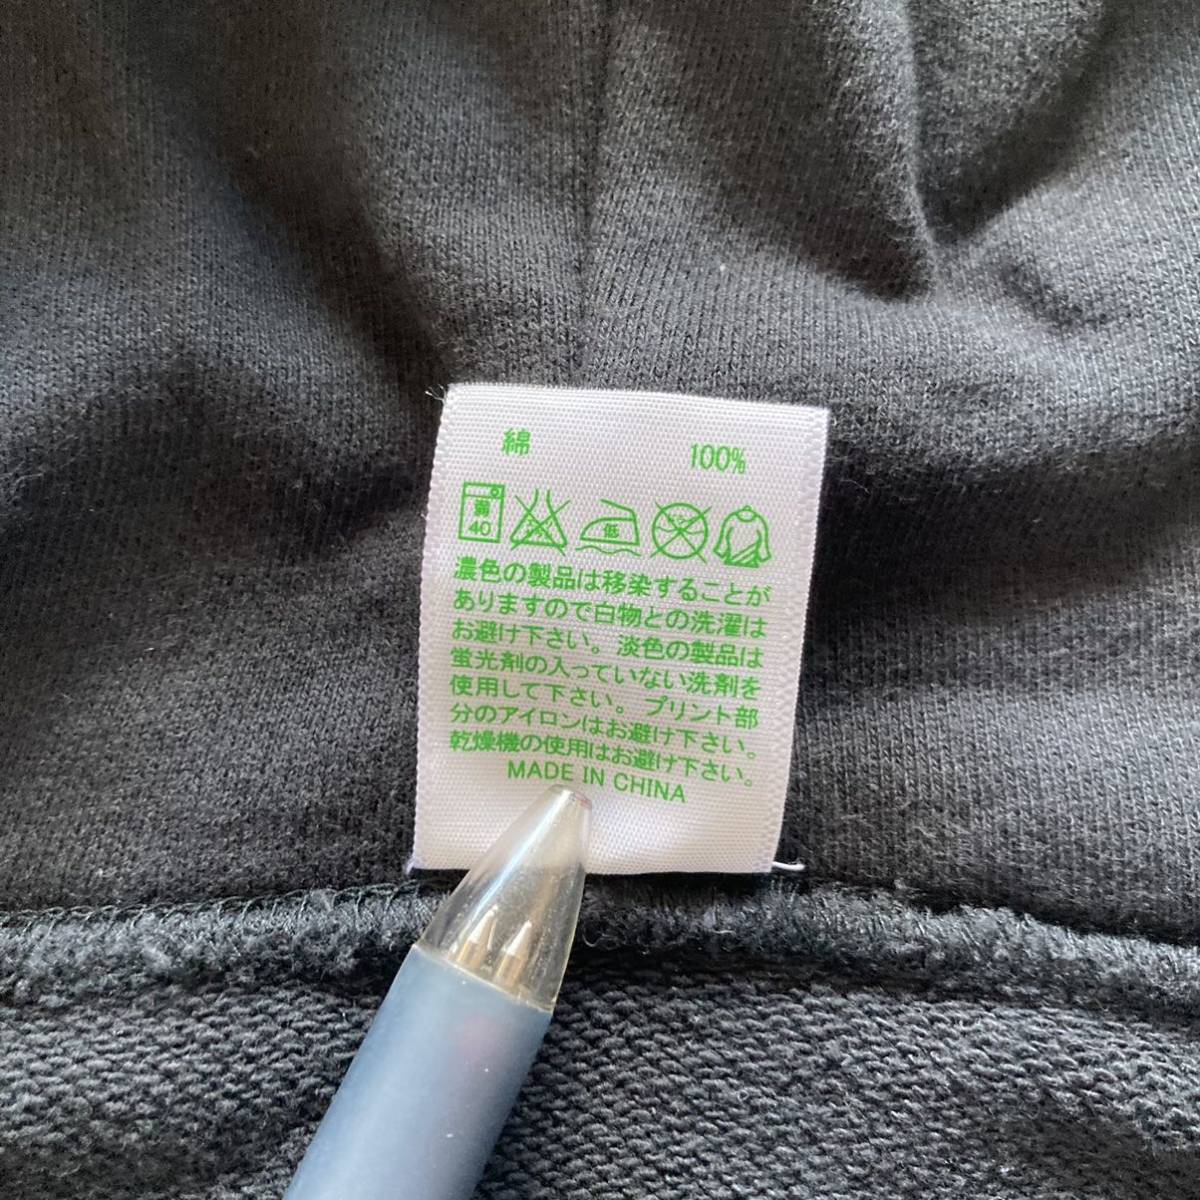 綿 100%
弱 40 低
濃色の製品は移染することが
ありますので白物との洗濯は
お避け下さい。淡色の製品は
蛍光剤の入っていない洗剤を
使用して下さい。プリント部
分のアイロンはお避け下さい。
乾燥機の使用はお避け下さい。
MADE IN CHINA